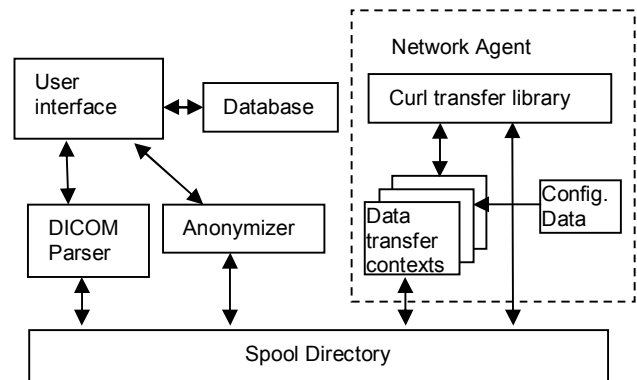 Network Agent
User
interface
Database
Curl transfer library
DICOM
Parser
Anonymizer
Data
transfer
contexts
Config.
Data
Spool Directory